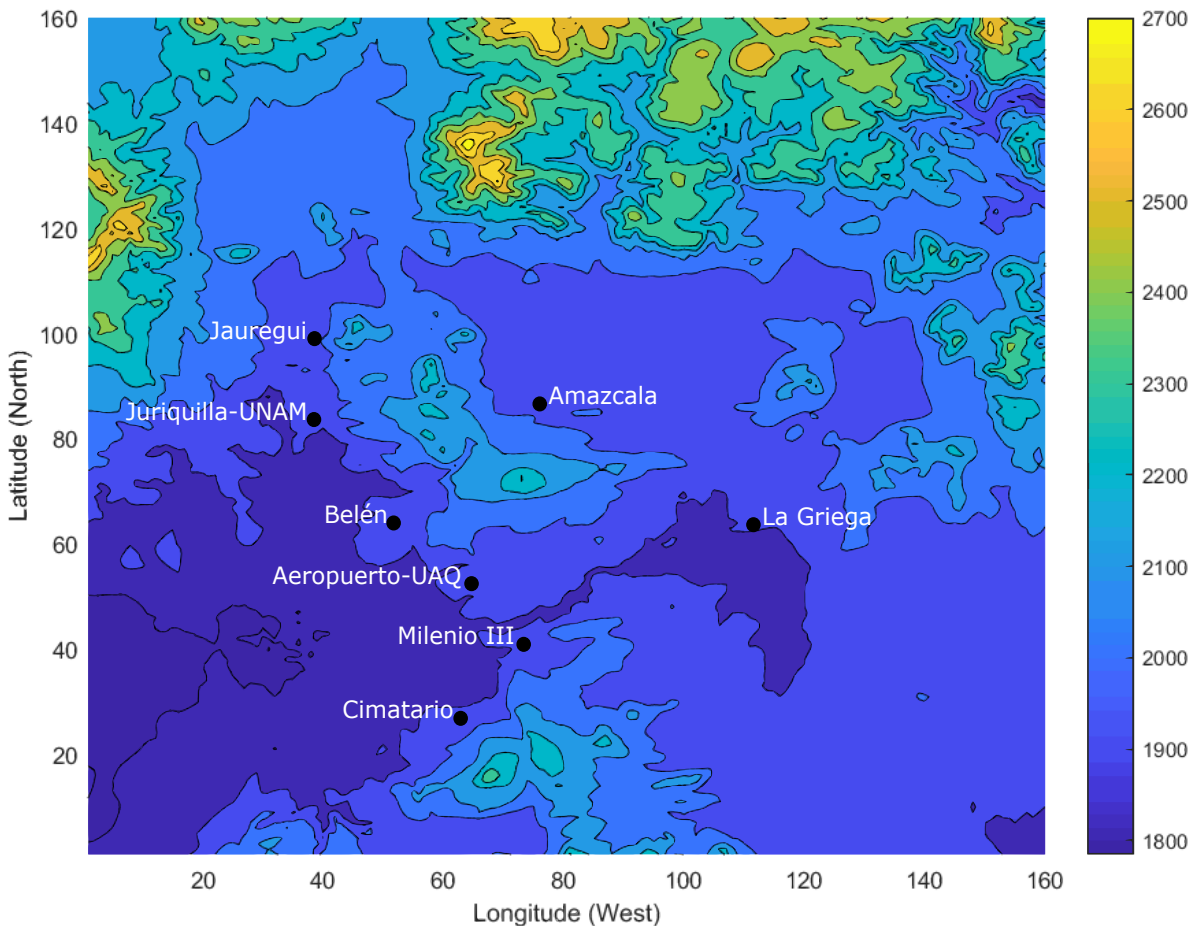 160
140
120
100
80
60
40
20
Latitude (North)
Jauregui
Juriquilla-UNAM
Amazcala
Belén
La Griega
Aeropuerto-UAQ
Milenio III
Cimatario
20 40 60 80 100 120 140 160
Longitude (West)
2700
2600
2500
2400
2300
2200
2100
2000
1900
1800